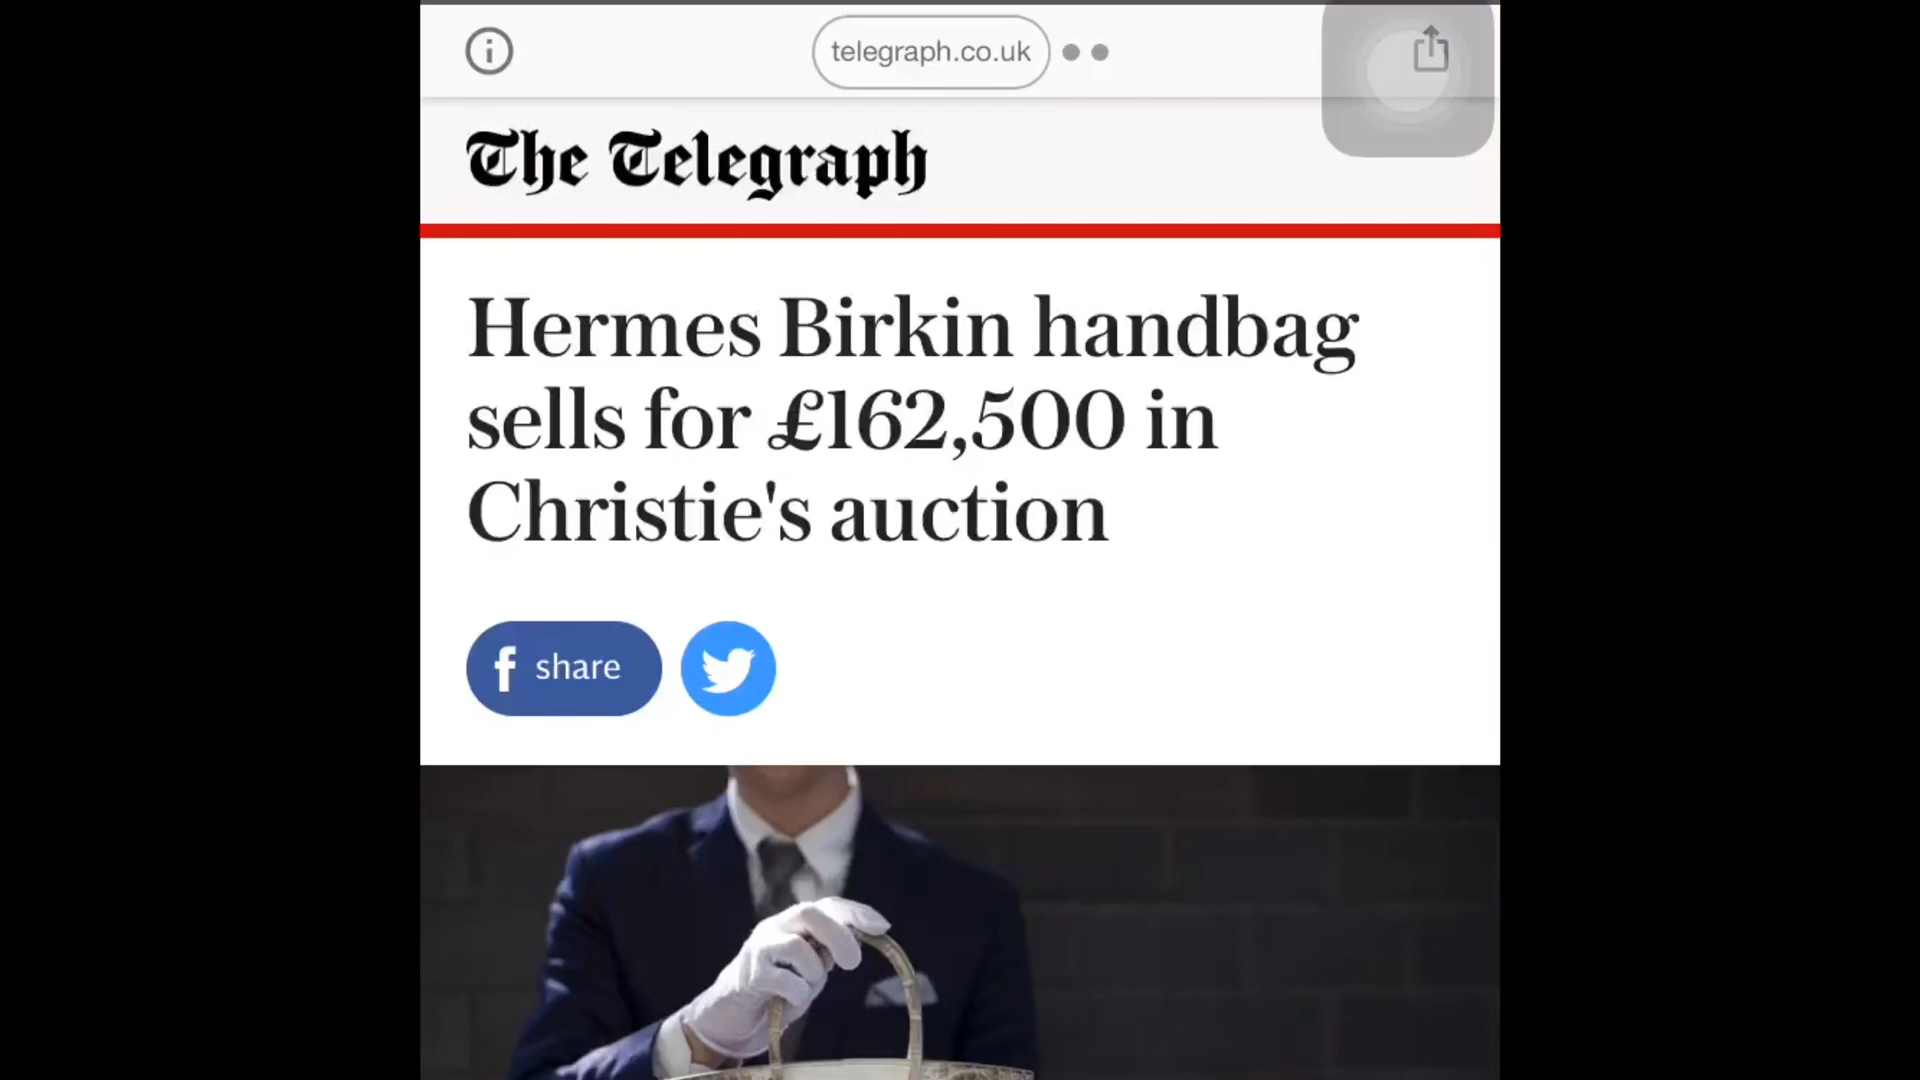 telegraph.co.uk
The Telegraph
Hermes Birkin handbag
sells for £162,500 in
Christie's auction
f share